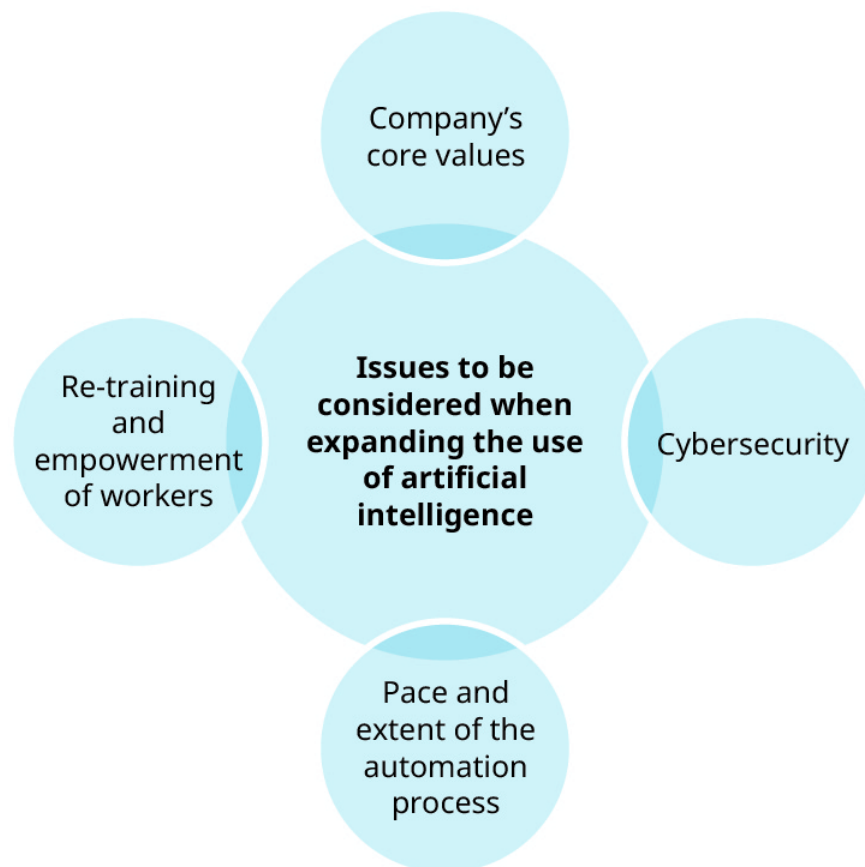 Company’s
core values
Re-training
and
empowerment
of workers
Issues to be
considered when
expanding the use
of artificial
intelligence
Cybersecurity
Pace and
extent of the
automation
process